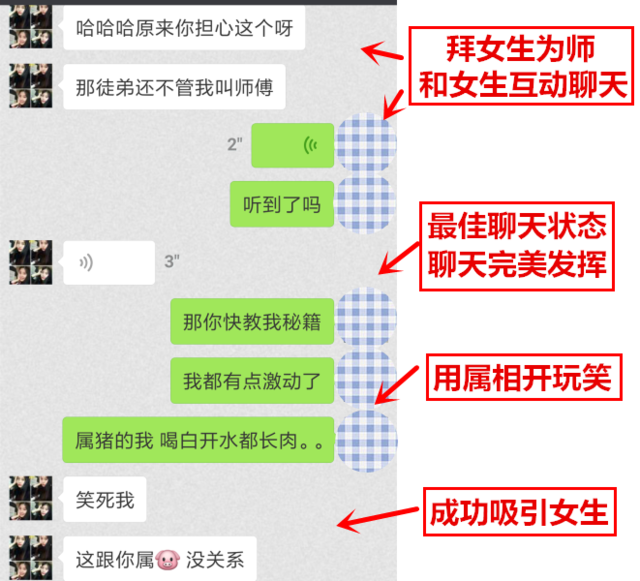 哈哈哈原来你担心这个呀
拜女生为师
和女生互动聊天
那徒弟还不管我叫师傅
2"
听到了吗
最佳聊天状态
聊天完美发挥
3"
那你快教我秘籍
我都有点激动了
用属相开玩笑
属猪的我 喝白开水都长肉。。
笑死我
成功吸引女生
这跟你属🐷没关系